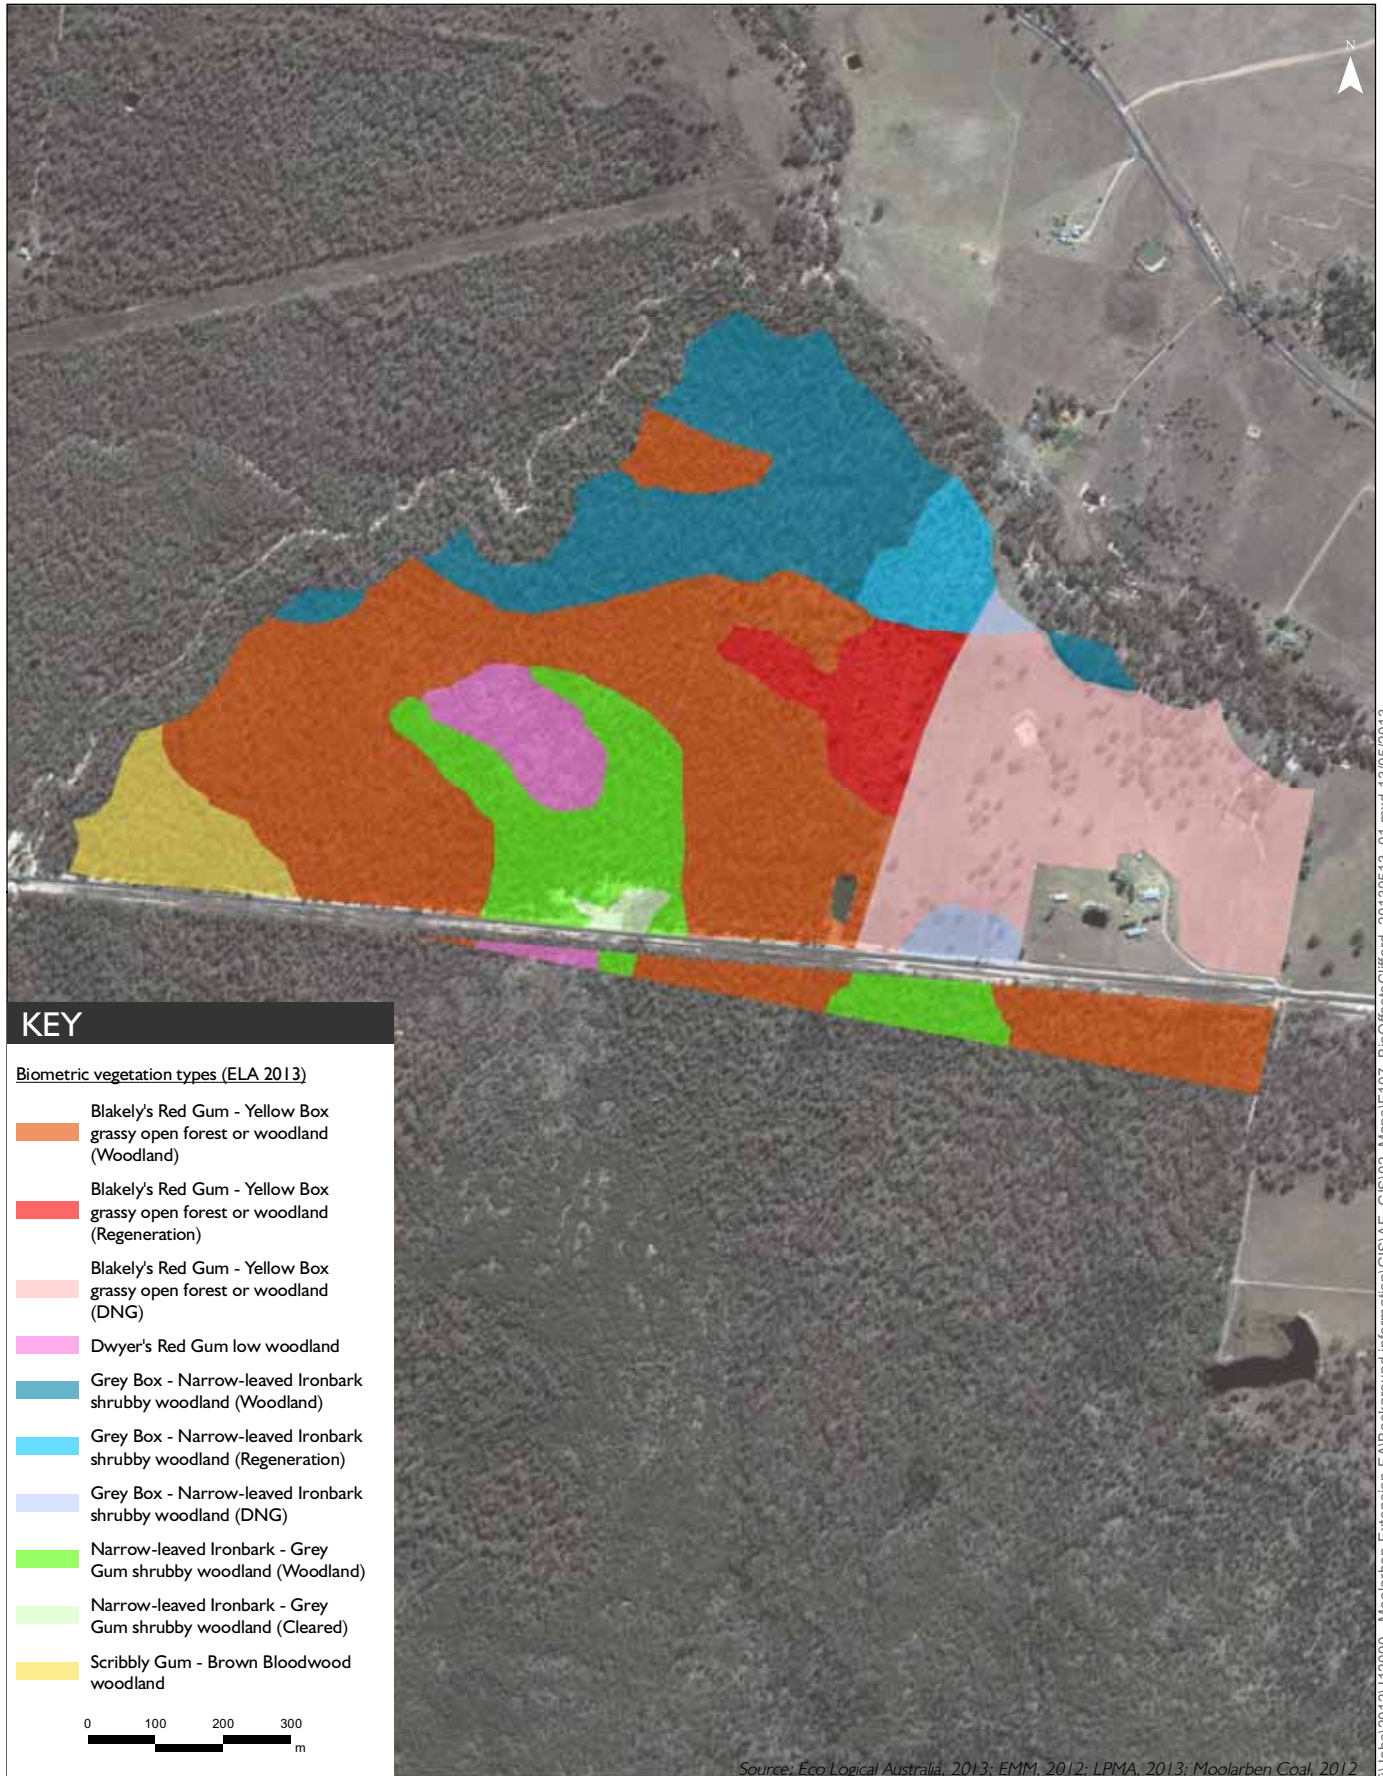 N
KEY
Biometric vegetation types (ELA 2013)
Blakely's Red Gum - Yellow Box
grassy open forest or woodland
(Woodland)
Blakely's Red Gum - Yellow Box
grassy open forest or woodland
(Regeneration)
Blakely's Red Gum - Yellow Box
grassy open forest or woodland
(DNG)
Dwyer's Red Gum low woodland
Grey Box - Narrow-leaved Ironbark
shrubby woodland (Woodland)
Grey Box - Narrow-leaved Ironbark
shrubby woodland (Regeneration)
Grey Box - Narrow-leaved Ironbark
shrubby woodland (DNG)
Narrow-leaved Ironbark - Grey
Gum shrubby woodland (Woodland)
Narrow-leaved Ironbark - Grey
Gum shrubby woodland (Cleared)
Scribbly Gum - Brown Bloodwood
woodland
0 100 200 300
m
Source: Eco Logical Australia, 2013; EMM, 2012; LPMA, 2013; Moolarben Coal, 2012